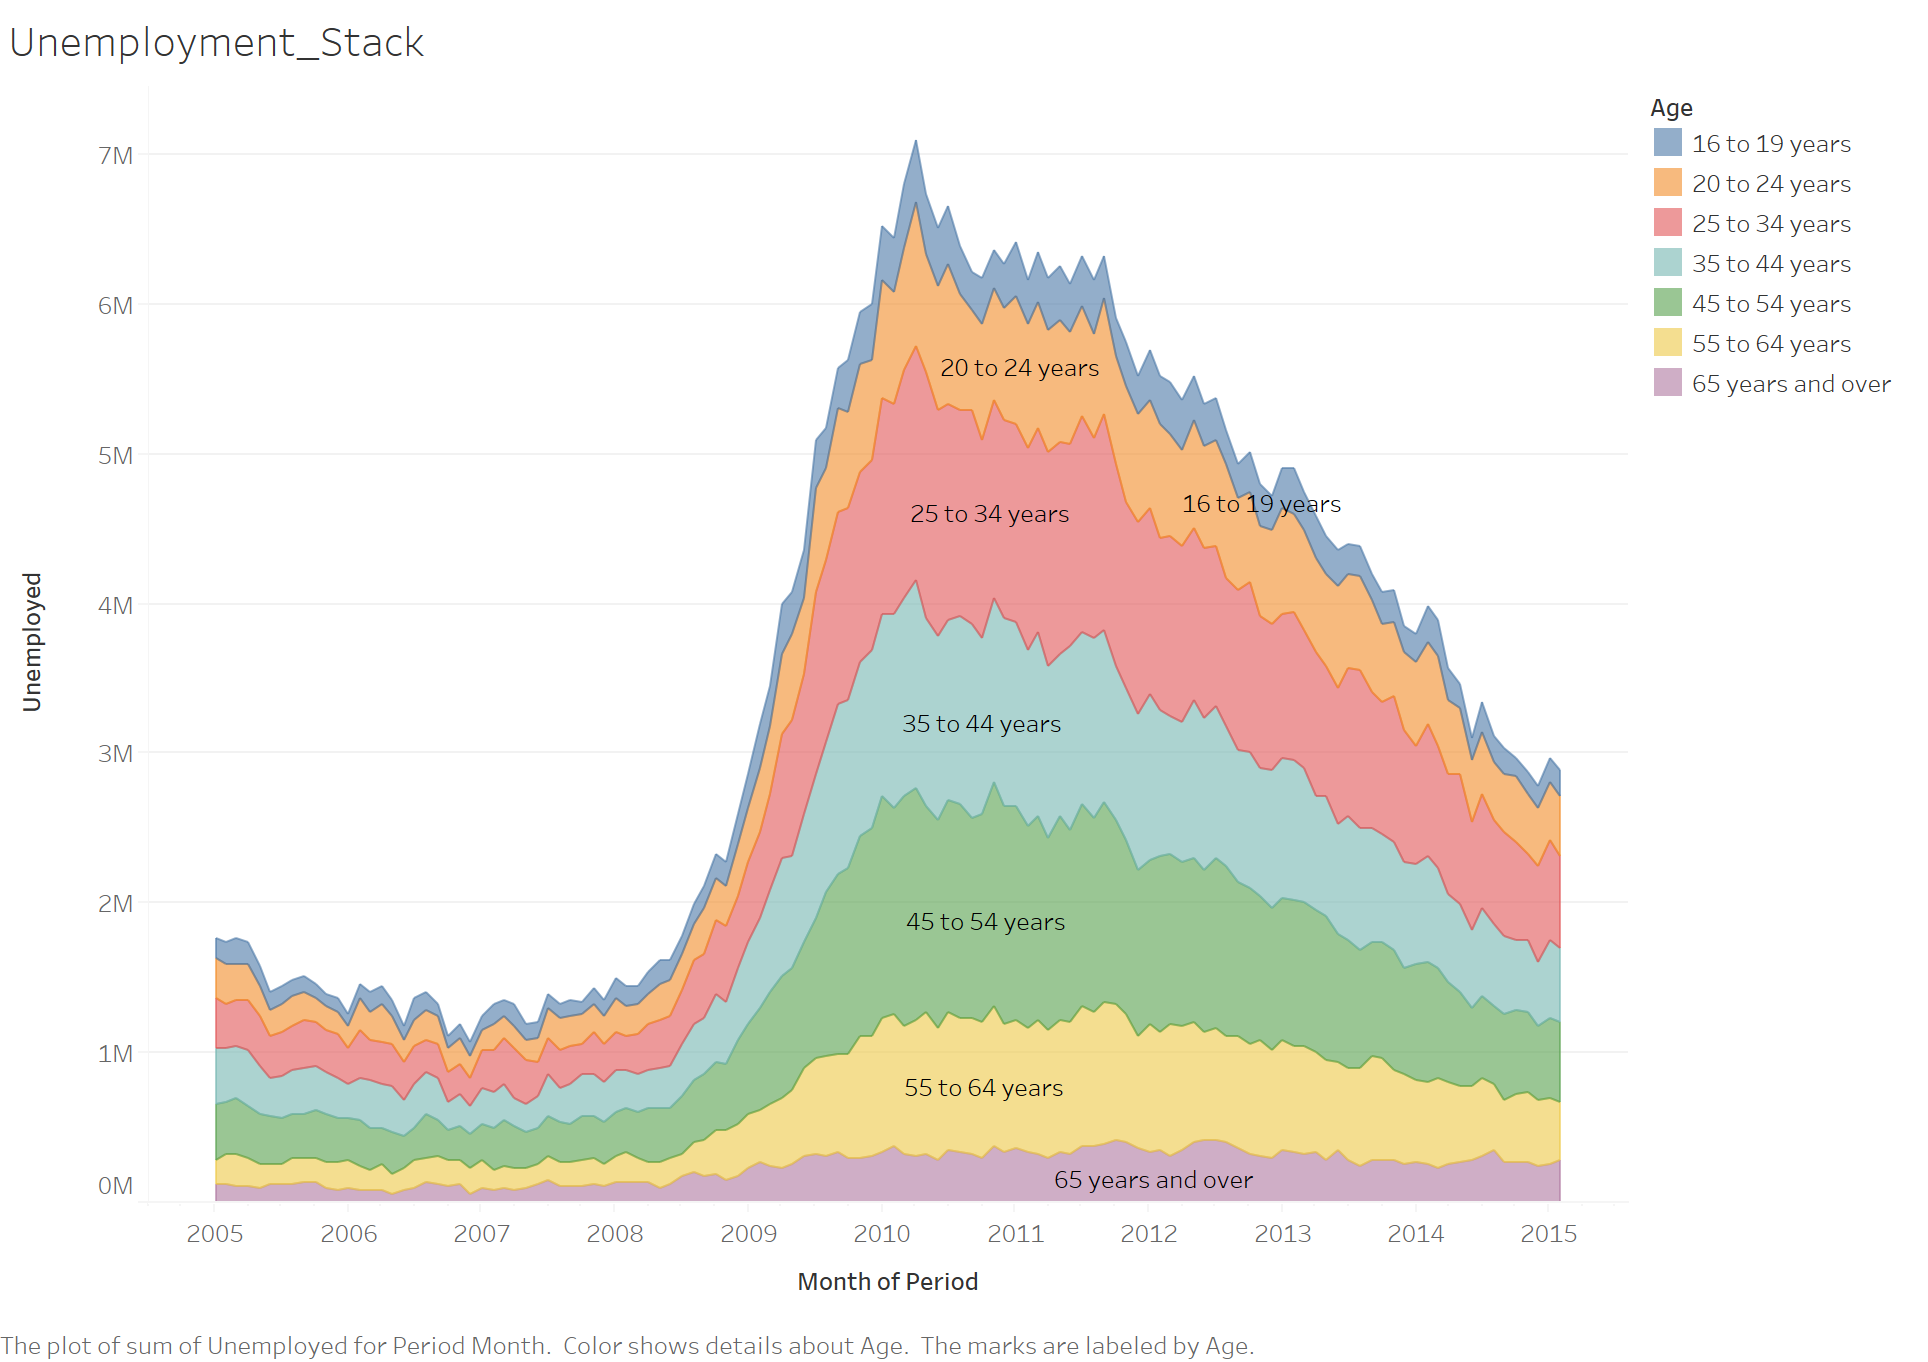 Unemployment_Stack
Age
16 to 19 years
20 to 24 years
25 to 34 years
35 to 44 years
45 to 54 years
55 to 64 years
65 years and over
7M
6M
5M
4M
3M
2M
1M
0M
Unemployed
20 to 24 years
16 to 19 years
25 to 34 years
35 to 44 years
45 to 54 years
55 to 64 years
65 years and over
2005 2006 2007 2008 2009 2010 2011 2012 2013 2014 2015
Month of Period
The plot of sum of Unemployed for Period Month.  Color shows details about Age.  The marks are labeled by Age.